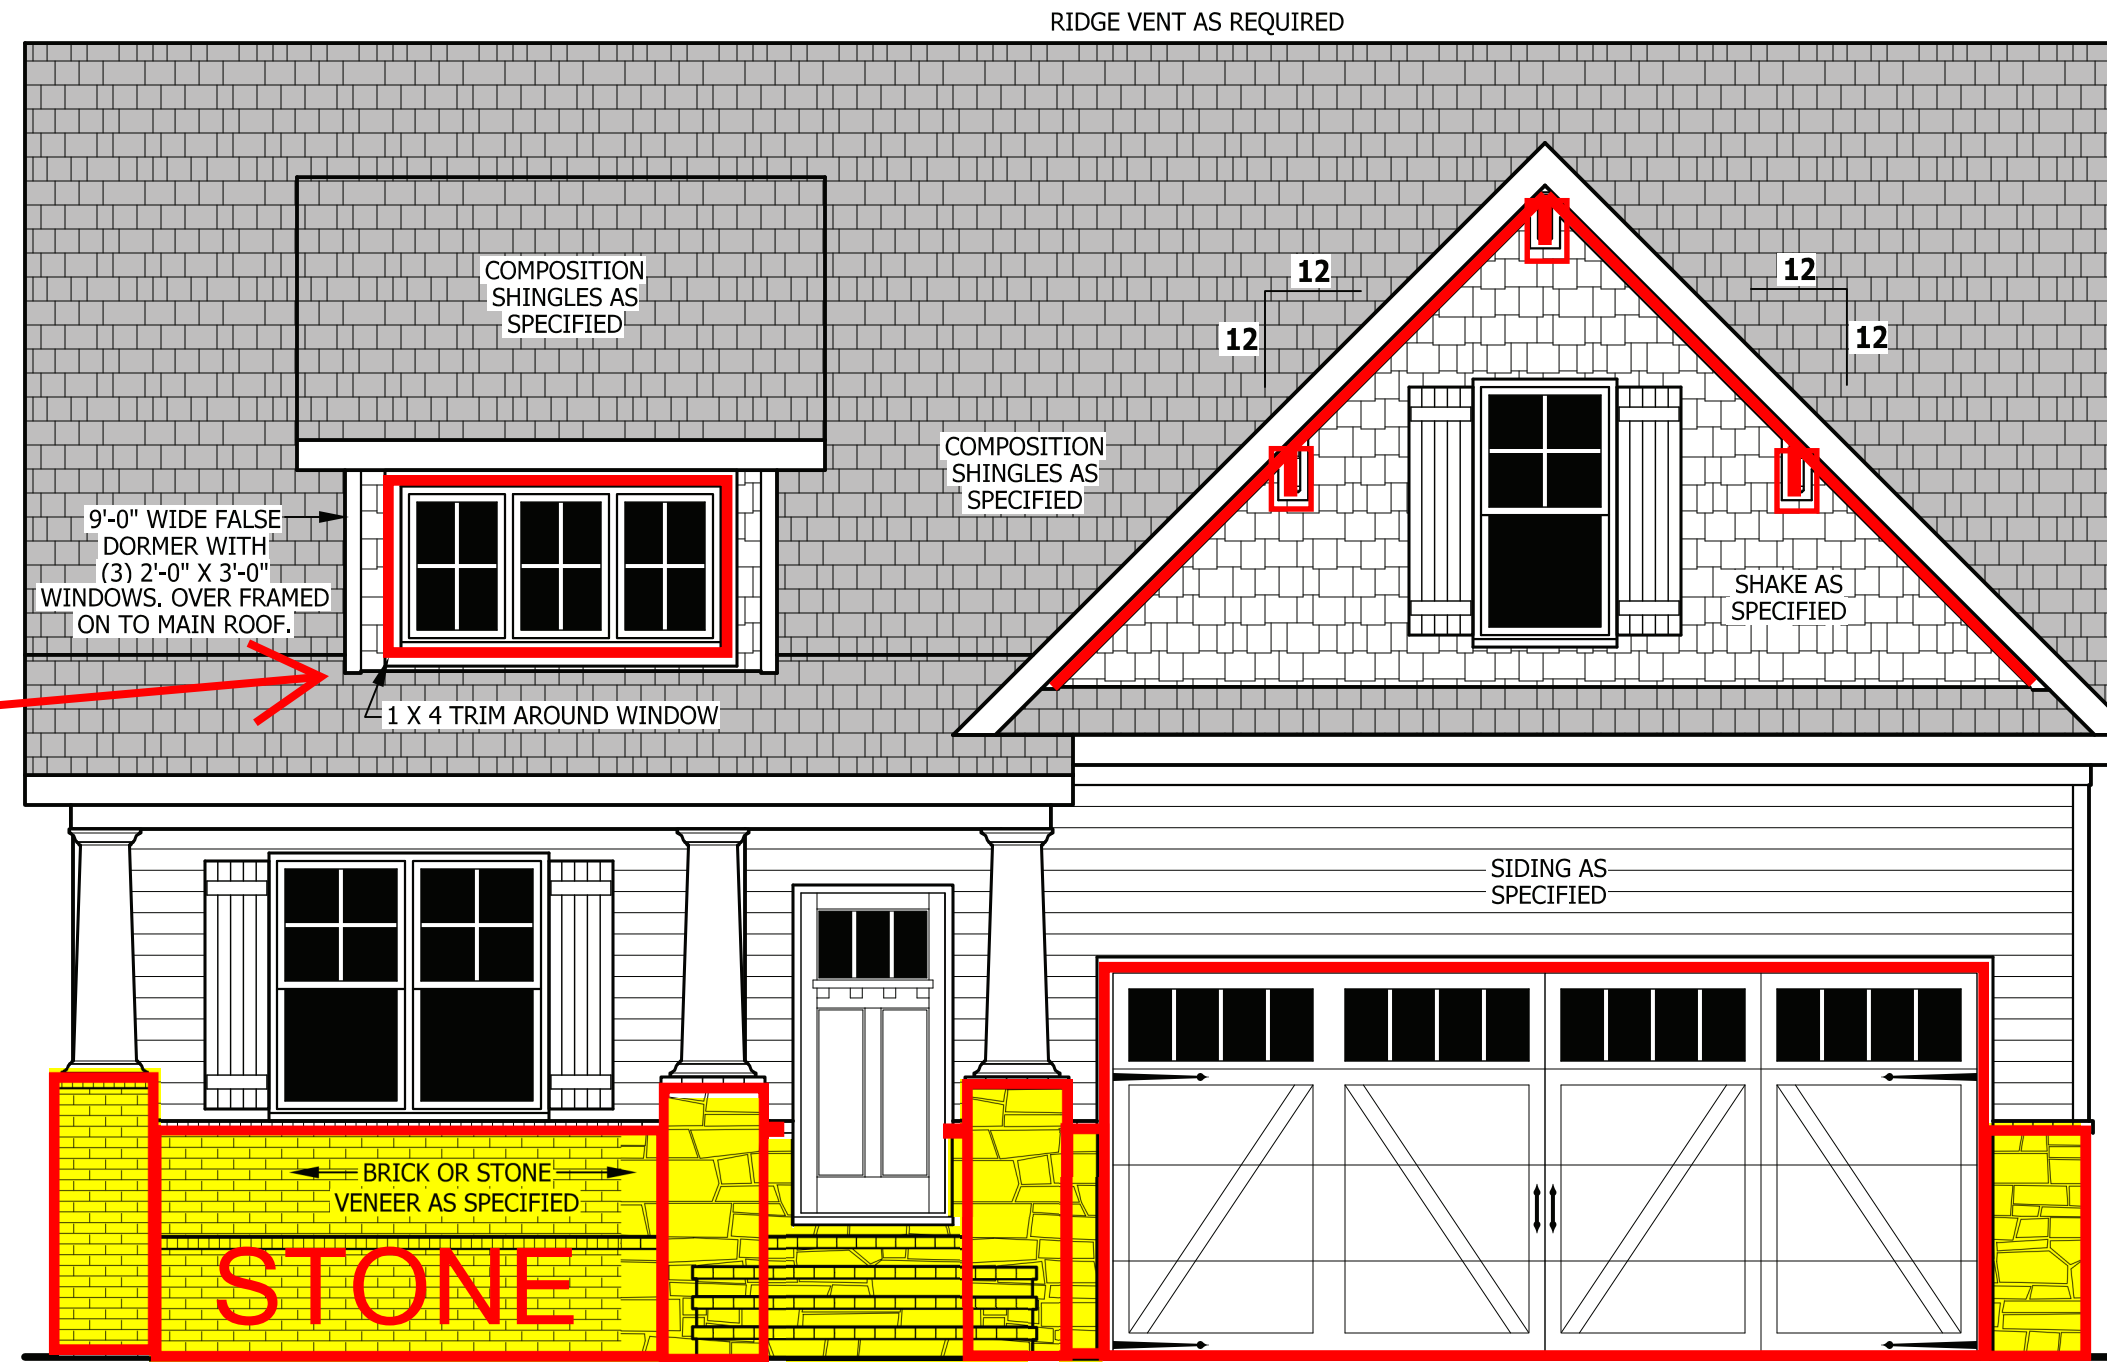 RIDGE VENT AS REQUIRED
COMPOSITION
SHINGLES AS
SPECIFIED
12
12
12
12
COMPOSITION
SHINGLES AS
SPECIFIED
9'-0" WIDE FALSE
DORMER WITH
(3) 2'-0" X 3'-0"
WINDOWS. OVER FRAMED
ON TO MAIN ROOF.
SHAKE AS
SPECIFIED
1 X 4 TRIM AROUND WINDOW
SIDING AS
SPECIFIED
BRICK OR STONE
VENEER AS SPECIFIED
STONE